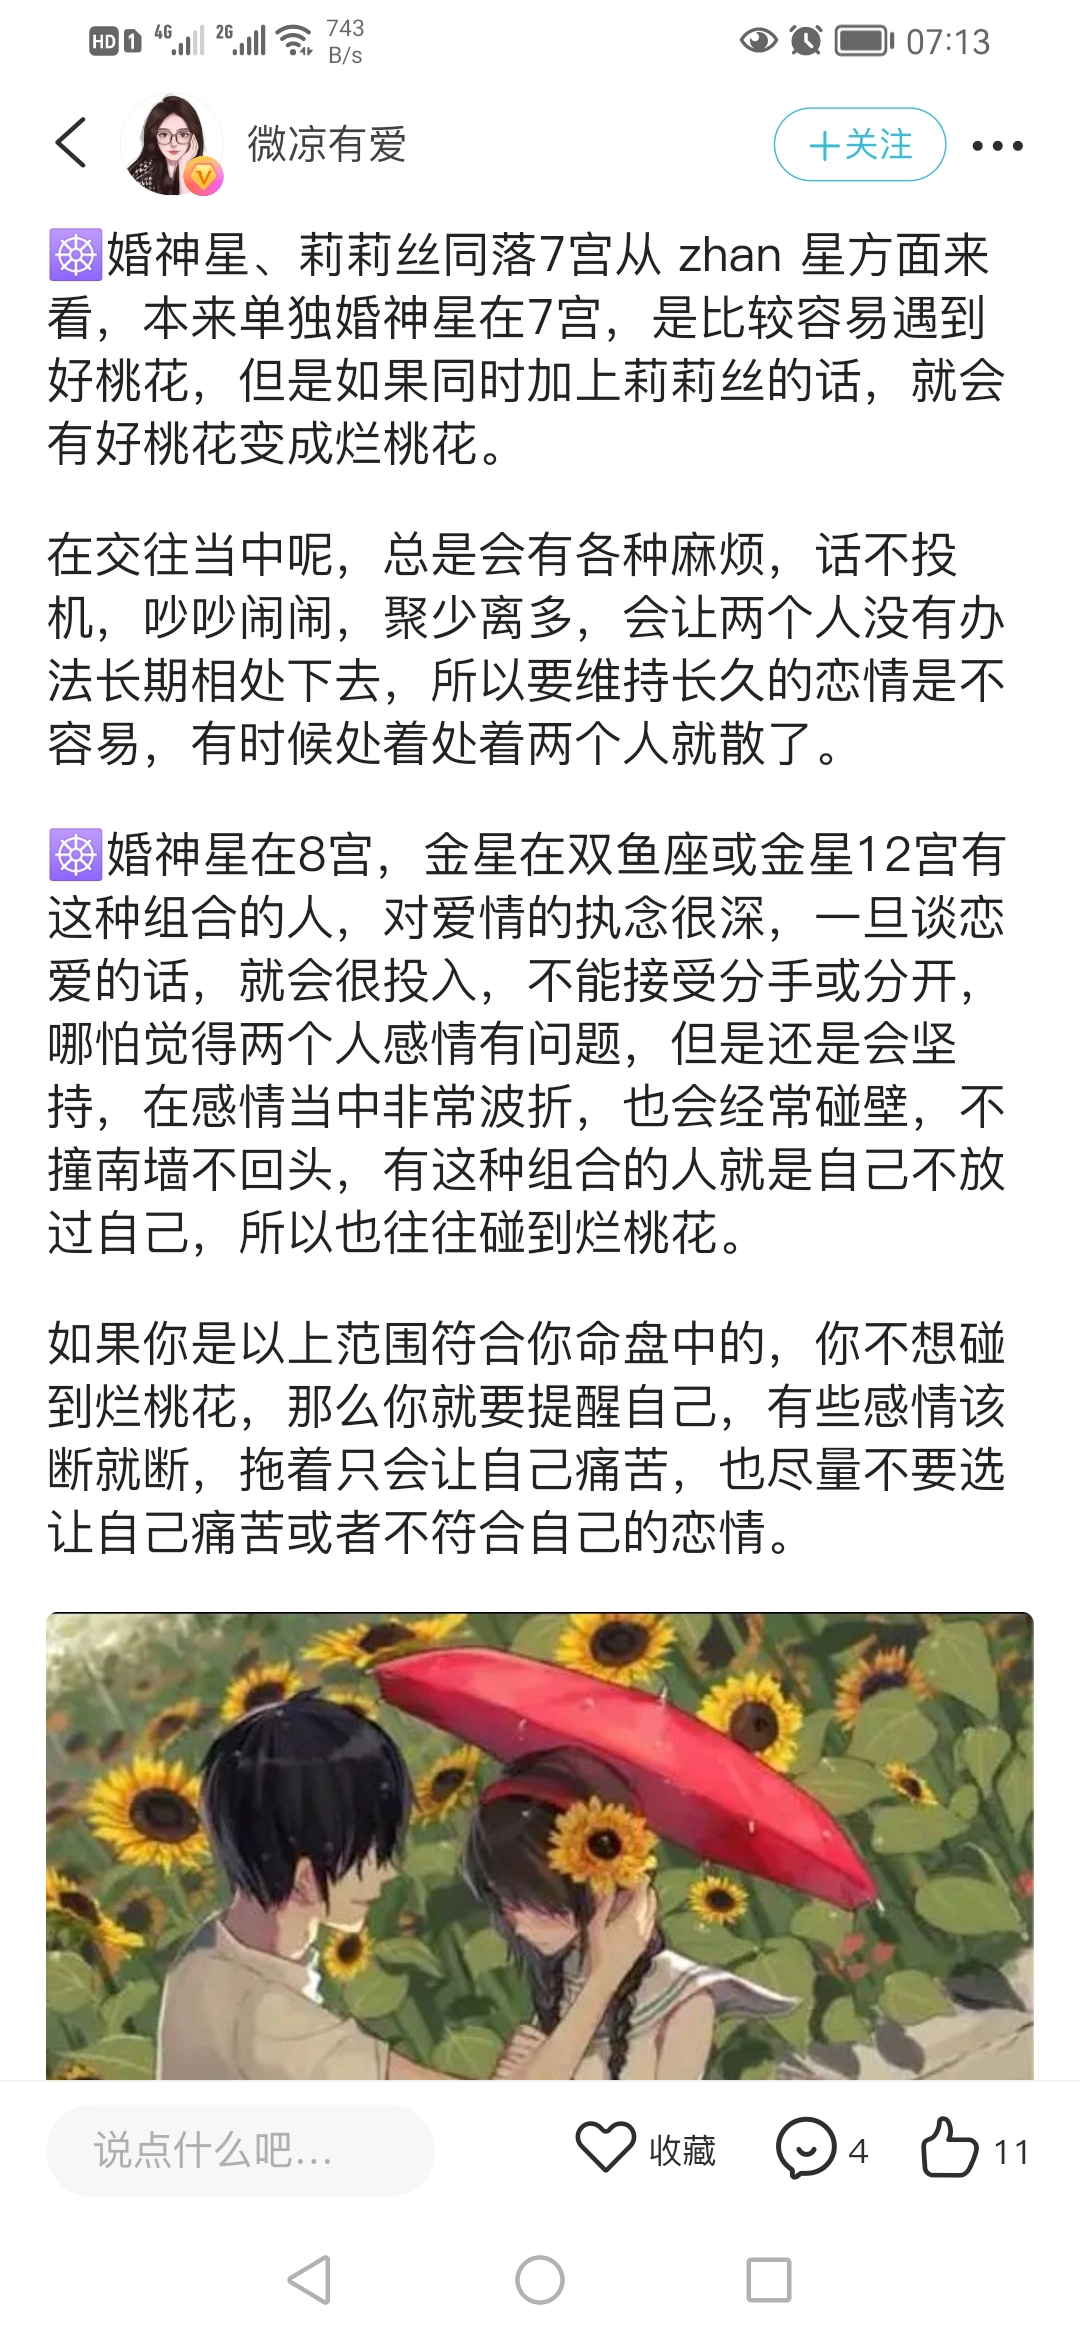 HD 1 4G 2G 743 B/s 07:13
微凉有爱
+关注
婚神星、莉莉丝同落7宫从 zhan 星方面来
看，本来单独婚神星在7宫，是比较容易遇到
好桃花，但是如果同时加上莉莉丝的话，就会
有好桃花变成烂桃花。
在交往当中呢，总是会有各种麻烦，话不投
机，吵吵闹闹，聚少离多，会让两个人没有办
法长期相处下去，所以要维持长久的恋情是不
容易，有时候处着处着两个人就散了。
婚神星在8宫，金星在双鱼座或金星12宫有
这种组合的人，对爱情的执念很深，一旦谈恋
爱的话，就会很投入，不能接受分手或分开，
哪怕觉得两个人感情有问题，但是还是会坚
持，在感情当中非常波折，也会经常碰壁，不
撞南墙不回头，有这种组合的人就是自己不放
过自己，所以也往往碰到烂桃花。
如果你是以上范围符合你命盘中的，你不想碰
到烂桃花，那么你就要提醒自己，有些感情该
断就断，拖着只会让自己痛苦，也尽量不要选
让自己痛苦或者不符合自己的恋情。
说点什么吧... 收藏 4 11